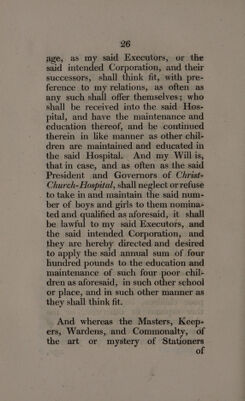 26
age, as my said Executors, or the
said intended Corporation, and their
successors, shall think fit, with pre-
ference to my relations, as often as
any such shall offer themselves; who
shall be received into the said Hos-
pital, and have the maintenance and
education thereof, and be continued
therein in like manner as other chil-
dren are maintained and educated in
the said Hospital. And my Will is,
that in case, and as often as the said
President and Governors of Christ-
Church-Hospital, shall neglect or refuse
to take in and maintain the said num-
ber of boys and girls to them nomina-
ted and qualified as aforesaid, it shall
be lawful to my said Executors, and
the said intended Corporation, and
they are hereby directed and desired
to apply the said annual sum of four
hundred pounds to the education and
maintenance of such four poor chil-
dren as aforesaid, in such other school
or place, and in such other manner as
they shall think fit.
And whereas the Masters, Keep-
ers, Wardens, and Commonalty, of
the art or mystery of Stationers
of